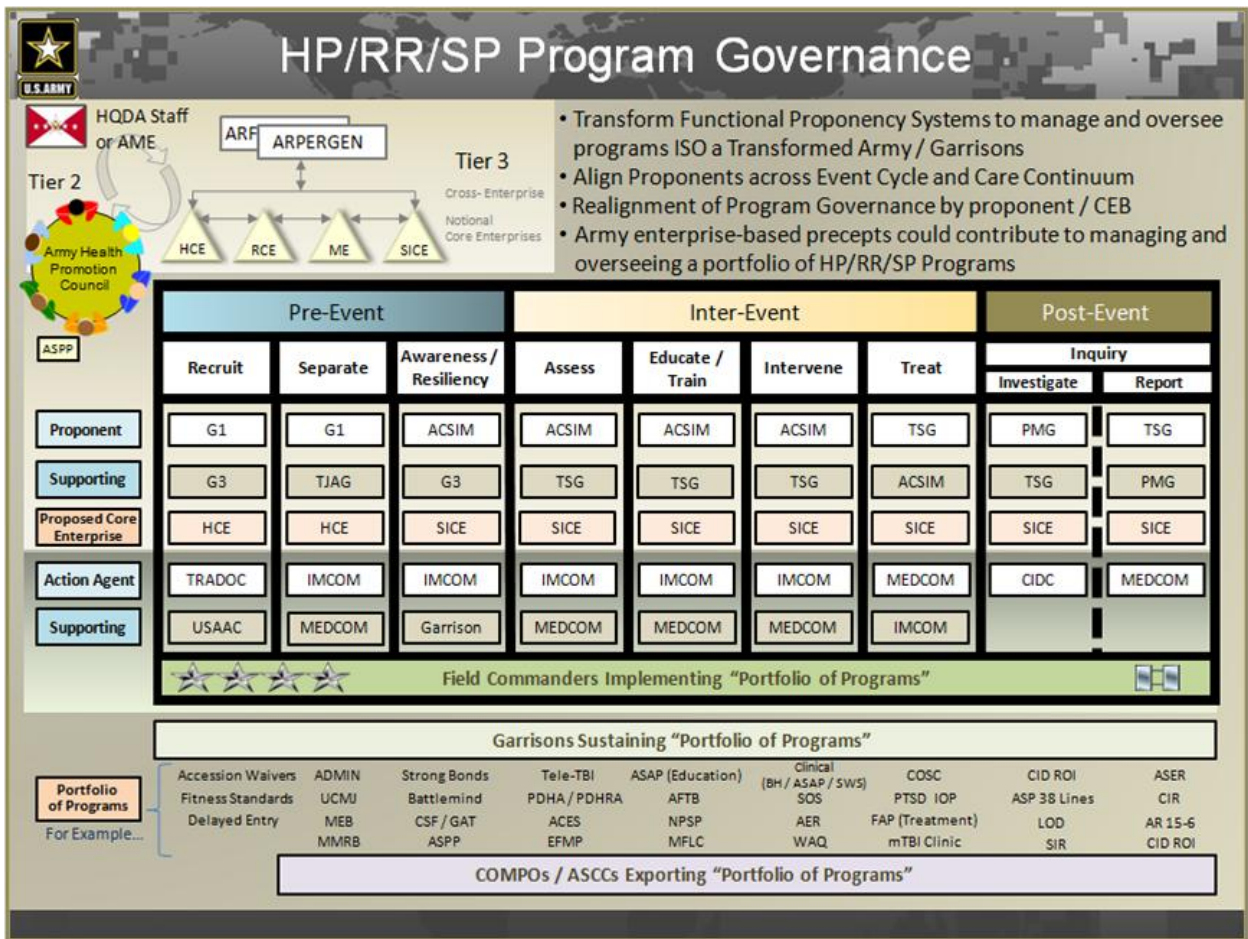 HP/RR/SP Program Governance
U.S.ARMY
HQDA Staff
or AME
ARF
ARPERGEN
Tier 3
Cross- Enterprise
Notional
Core Enterprises
HCE
RCE
ME
SICE
Tier 2
Army Health
Promotion
Council
ASPP
• Transform Functional Proponency Systems to manage and oversee
programs ISO a Transformed Army / Garrisons
• Align Proponents across Event Cycle and Care Continuum
• Realignment of Program Governance by proponent / CEB
• Army enterprise-based precepts could contribute to managing and
overseeing a portfolio of HP/RR/SP Programs
Pre-Event Inter-Event Post-Event
Recruit Separate Awareness / Resiliency Assess Educate / Train Intervene Treat Inquiry
Investigate Report
Proponent G1 G1 ACSIM ACSIM ACSIM ACSIM TSG PMG TSG
Supporting G3 TJAG G3 TSG TSG TSG ACSIM TSG PMG
Proposed Core Enterprise HCE HCE SICE SICE SICE SICE SICE SICE SICE
Action Agent TRADOC IMCOM IMCOM IMCOM IMCOM IMCOM MEDCOM CIDC MEDCOM
Supporting USAAC MEDCOM Garrison MEDCOM MEDCOM MEDCOM IMCOM
Field Commanders Implementing “Portfolio of Programs”
Garrisons Sustaining “Portfolio of Programs”
Portfolio
of Programs
For Example...
Accession Waivers ADMIN Strong Bonds Tele-TBI ASAP (Education) Clinical (BH / ASAP / SWS) COSC CID ROI ASER
Fitness Standards UCMJ Battlemind PDHA / PDHRA AFTB SOS PTSD IOP ASP 38 Lines CIR
Delayed Entry MEB CSF / GAT ACES NPSP AER FAP (Treatment) LOD AR 15-6
MMRB ASPP EFMP MFLC WAQ mTBI Clinic SIR CID ROI
COMPOs / ASCCs Exporting “Portfolio of Programs”